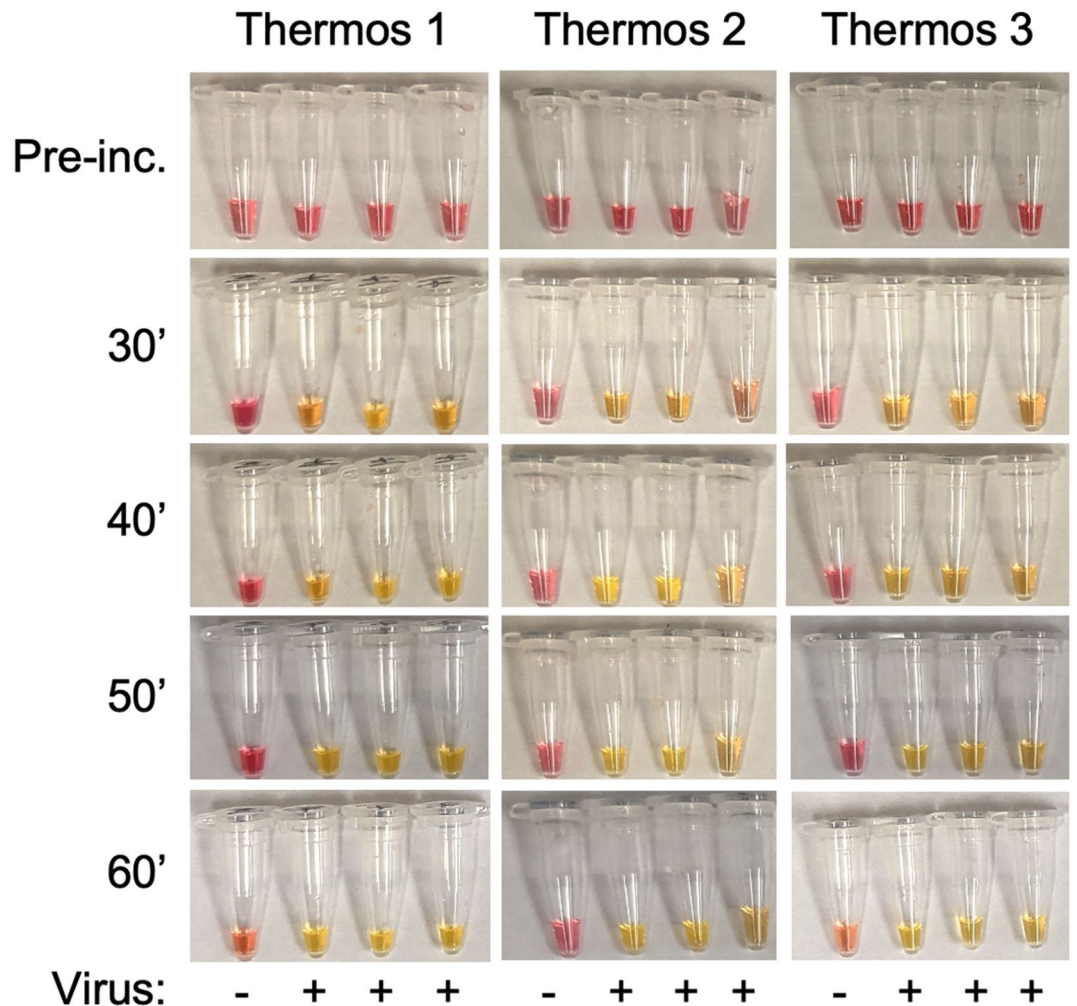 Thermos 1 Thermos 2 Thermos 3
Pre-inc.
30’
40’
50’
60’
Virus: - + + + - + + + - + + +